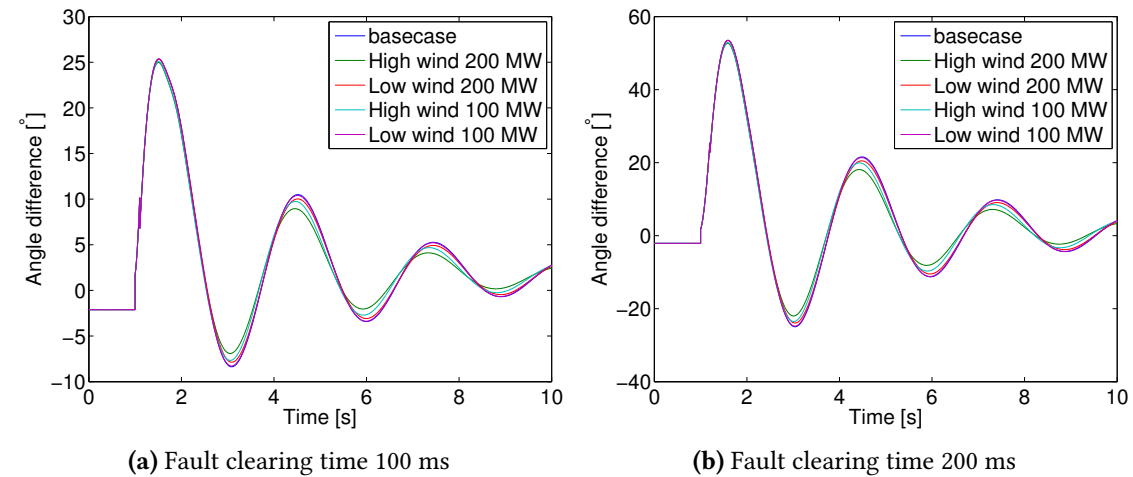 30
25
20
15
10
5
0
−5
−10
0
2
4
6
8
10
Angle difference [°]
Time [s]
basecase
High wind 200 MW
Low wind 200 MW
High wind 100 MW
Low wind 100 MW
(a) Fault clearing time 100 ms
60
40
20
0
−20
−40
0
2
4
6
8
10
Angle difference [°]
Time [s]
basecase
High wind 200 MW
Low wind 200 MW
High wind 100 MW
Low wind 100 MW
(b) Fault clearing time 200 ms